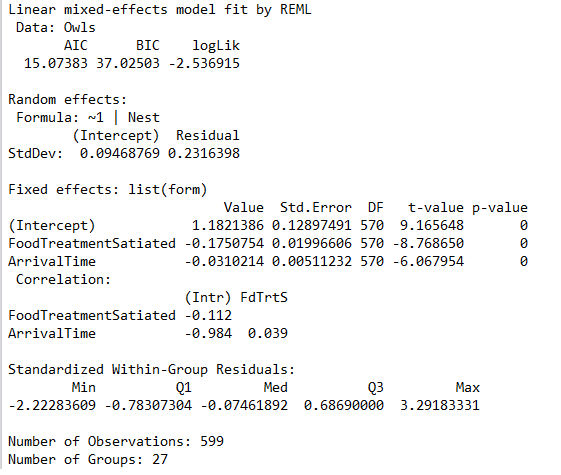 Linear mixed-effects model fit by REML
 Data: Owls
       AIC      BIC    logLik
  15.07383 37.02503 -2.536915

Random effects:
 Formula: ~1 | Nest
        (Intercept)  Residual
StdDev:  0.09468769 0.2316398

Fixed effects: list(form)
                           Value  Std.Error  DF   t-value p-value
(Intercept)            1.1821386 0.12897491 570  9.165648       0
FoodTreatmentSatiated -0.1750754 0.01996606 570 -8.768650       0
ArrivalTime           -0.0310214 0.00511232 570 -6.067954       0
 Correlation: 
                      (Intr) FdTrtS
FoodTreatmentSatiated -0.112
ArrivalTime           -0.984  0.039

Standardized Within-Group Residuals:
        Min          Q1         Med          Q3         Max
-2.22283609 -0.78307304 -0.07461892  0.68690000  3.29183331

Number of Observations: 599
Number of Groups: 27